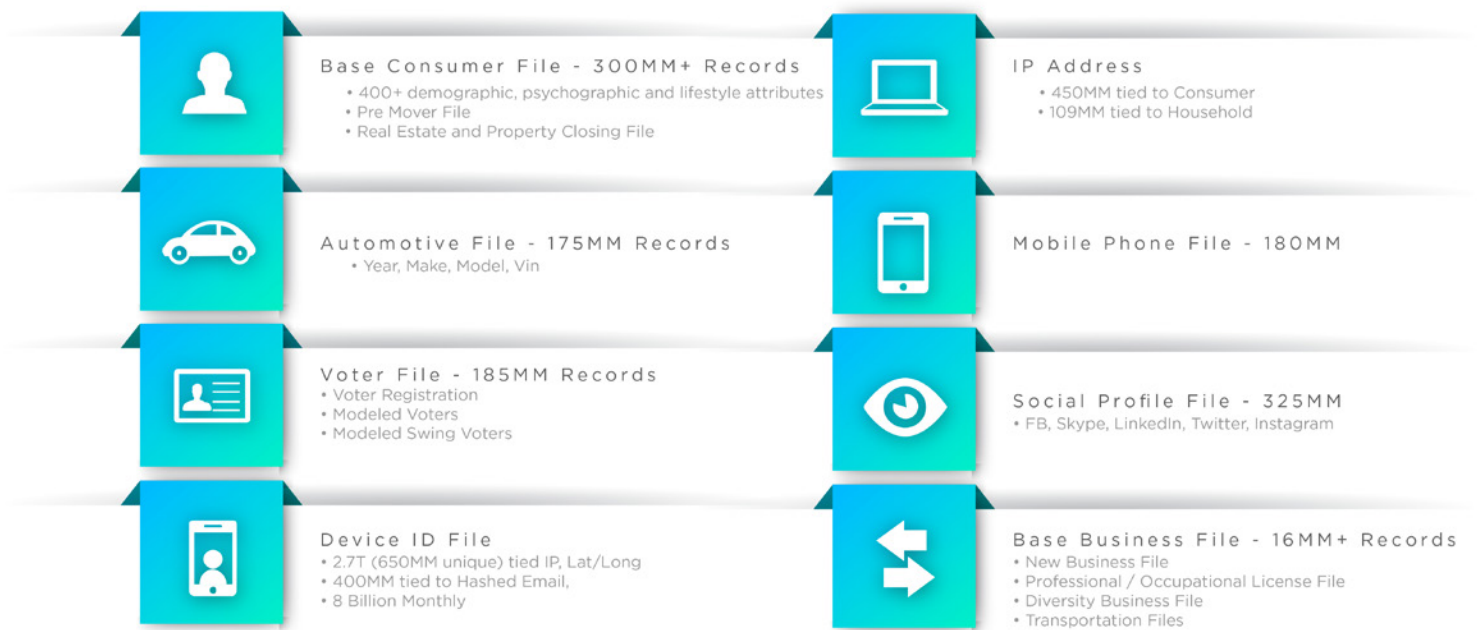 Base Consumer File - 300MM+ Records
• 400+ demographic, psychographic and lifestyle attributes
• Pre Mover File
• Real Estate and Property Closing File
Automotive File - 175MM Records
• Year, Make, Model, Vin
Voter File - 185MM Records
• Voter Registration
• Modeled Voters
• Modeled Swing Voters
Device ID File
• 2.7T (650MM unique) tied IP, Lat/Long
• 400MM tied to Hashed Email,
• 8 Billion Monthly
IP Address
• 450MM tied to Consumer
• 109MM tied to Household
Mobile Phone File - 180MM
Social Profile File - 325MM
• FB, Skype, LinkedIn, Twitter, Instagram
Base Business File - 16MM+ Records
• New Business File
• Professional / Occupational License File
• Diversity Business File
• Transportation Files